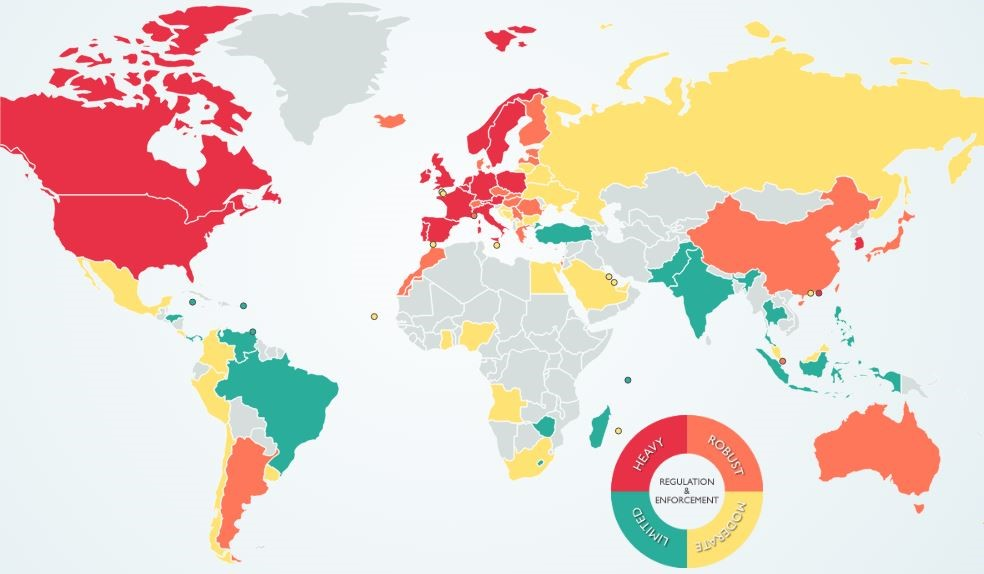 HEAVY
ROBUST
REGULATION
&
ENFORCEMENT
LIMITED
MODERATE